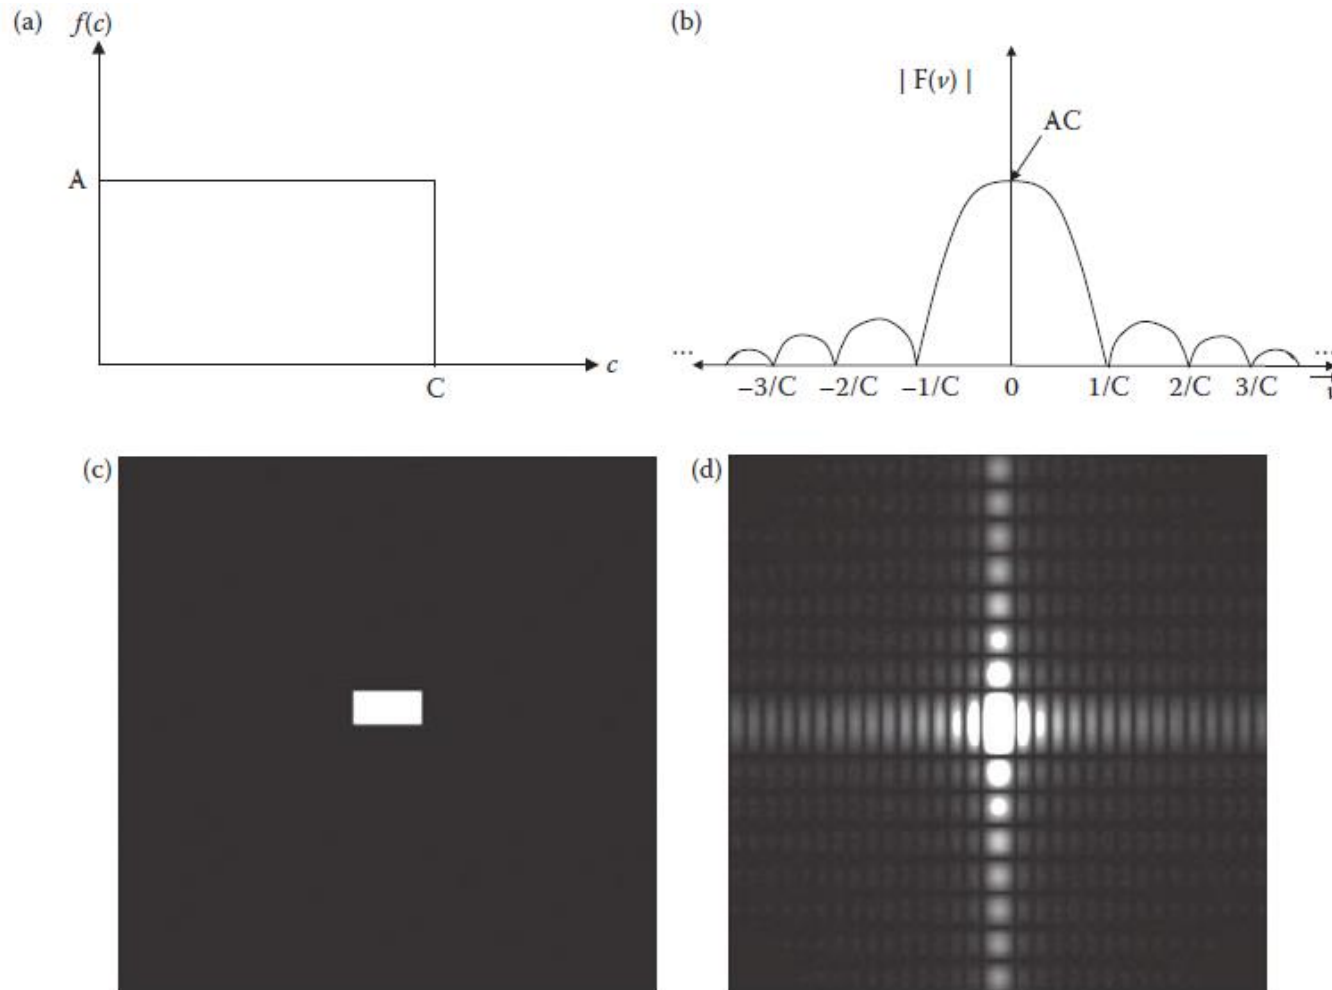 (a) f(c)
A
C
c
(b)
| F(v) |
AC
...
...
–3/C –2/C –1/C 0 1/C 2/C 3/C
(c)
(d)